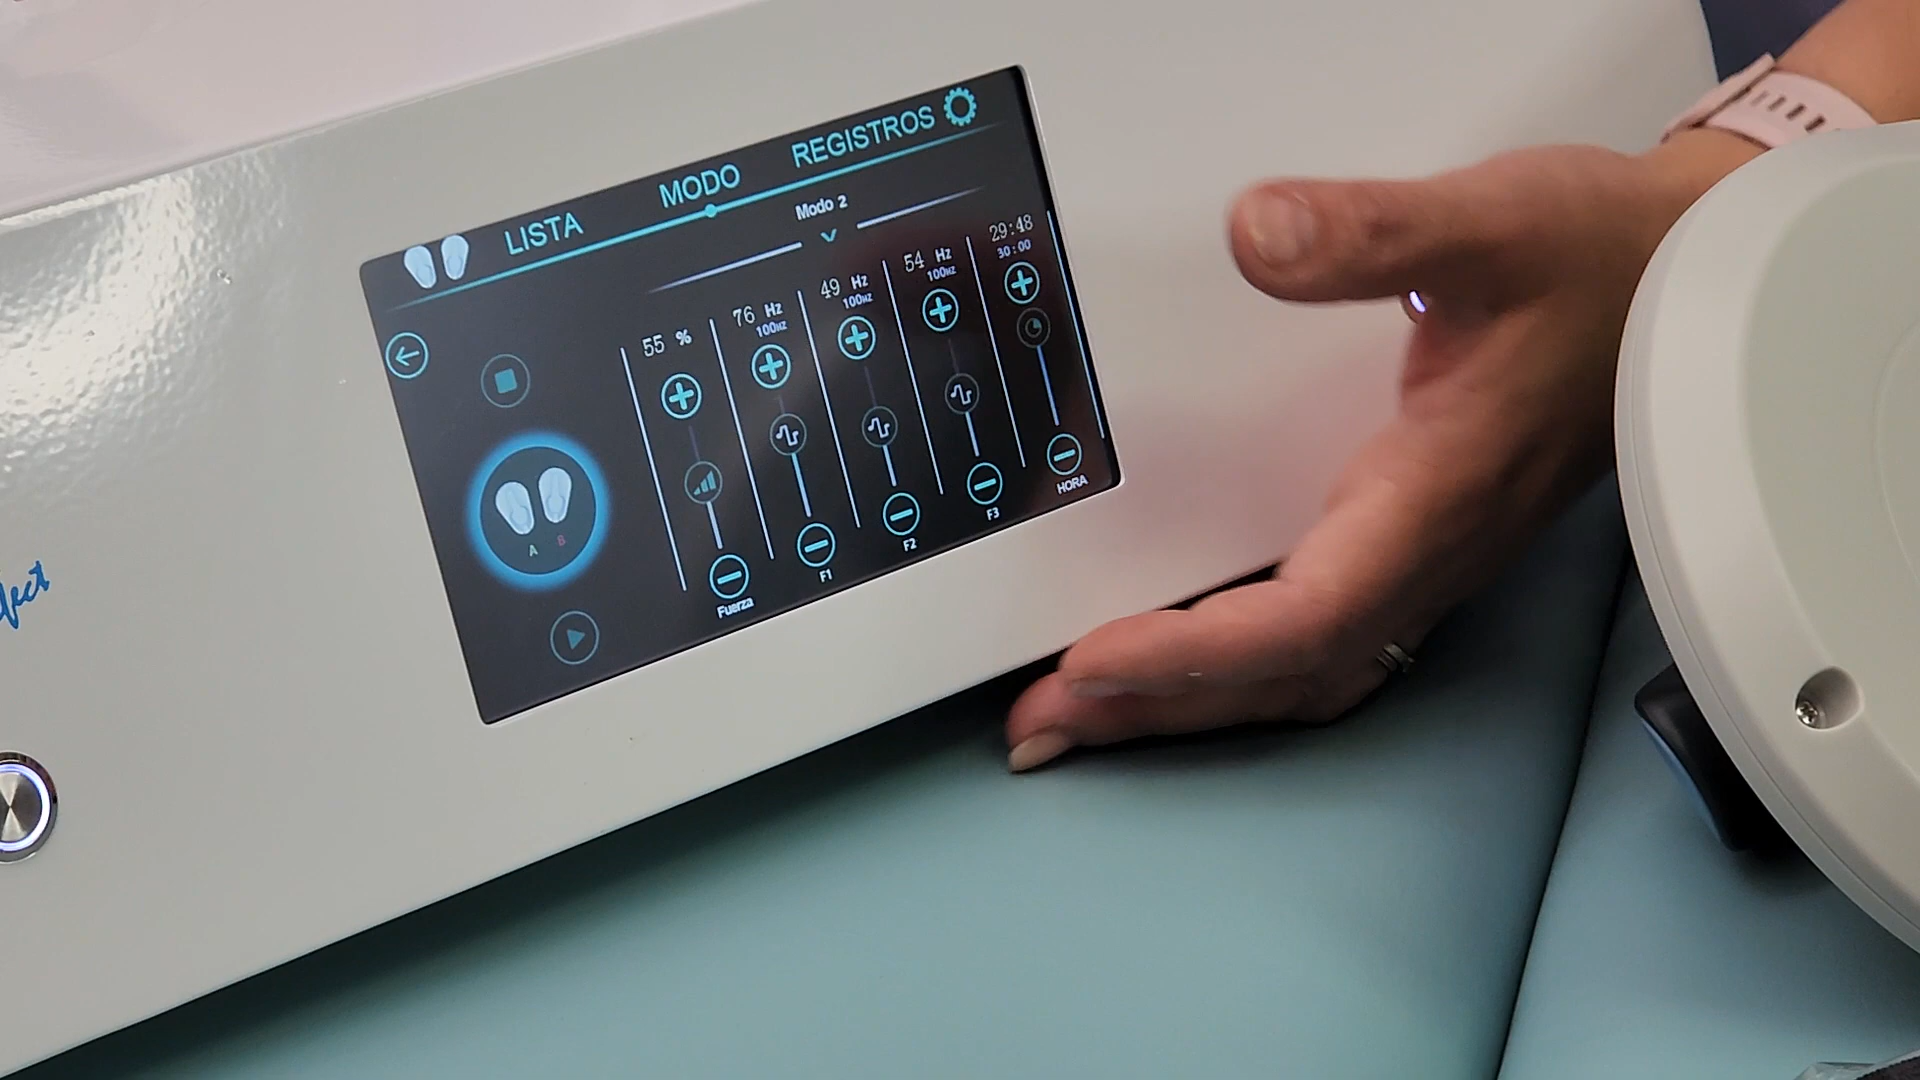 LISTA MODO REGISTROS
Modo 2
55 % 76 Hz 49 Hz 54 Hz 29:48
100HZ 100HZ 100HZ 30:00
A B
Fuerza F1 F2 F3 HORA